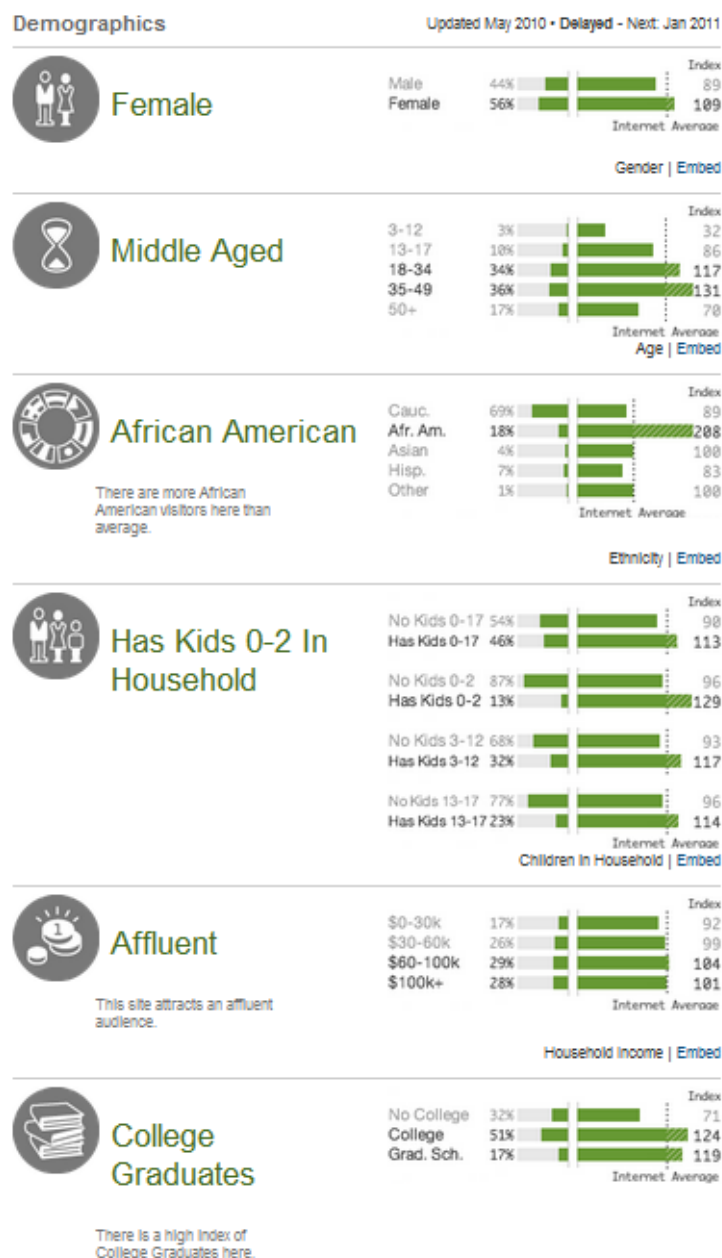 Demographics
Updated May 2010 • Delayed - Next: Jan 2011
Index
Female
Male 44% 89
Female 56% 109
Internet Average
Gender | Embed
Index
Middle Aged
3-12 3% 32
13-17 10% 86
18-34 34% 117
35-49 36% 131
50+ 17% 70
Internet Average
Age | Embed
Index
African American
Cauc. 69% 89
Afr. Am. 18% 208
Asian 4% 100
Hisp. 7% 83
Other 1% 100
Internet Average
There are more African
American visitors here than
average.
Ethnicity | Embed
Index
Has Kids 0-2 In
Household
No Kids 0-17 54% 90
Has Kids 0-17 46% 113
No Kids 0-2 87% 96
Has Kids 0-2 13% 129
No Kids 3-12 68% 93
Has Kids 3-12 32% 117
No Kids 13-17 77% 96
Has Kids 13-17 23% 114
Internet Average
Children in Household | Embed
Index
1
Affluent
$0-30k 17% 92
$30-60k 26% 99
$60-100k 29% 104
$100k+ 28% 101
Internet Average
This site attracts an affluent
audience.
Household Income | Embed
Index
College
Graduates
No College 32% 71
College 51% 124
Grad. Sch. 17% 119
Internet Average
There is a high index of
College Graduates here.